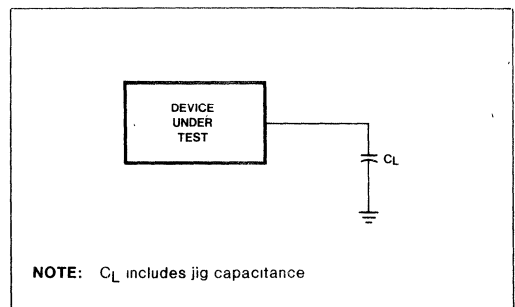 DEVICE
UNDER
TEST
CL
NOTE: CL includes jig capacitance